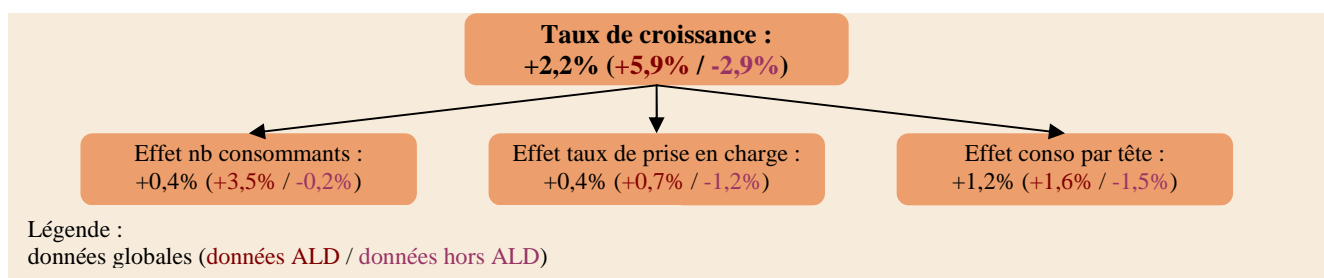 Taux de croissance :
+2,2% (+5,9% / -2,9%)
Effet nb consommants :
+0,4% (+3,5% / -0,2%)
Effet taux de prise en charge :
+0,4% (+0,7% / -1,2%)
Effet conso par tête :
+1,2% (+1,6% / -1,5%)
Légende :
données globales (données ALD / données hors ALD)